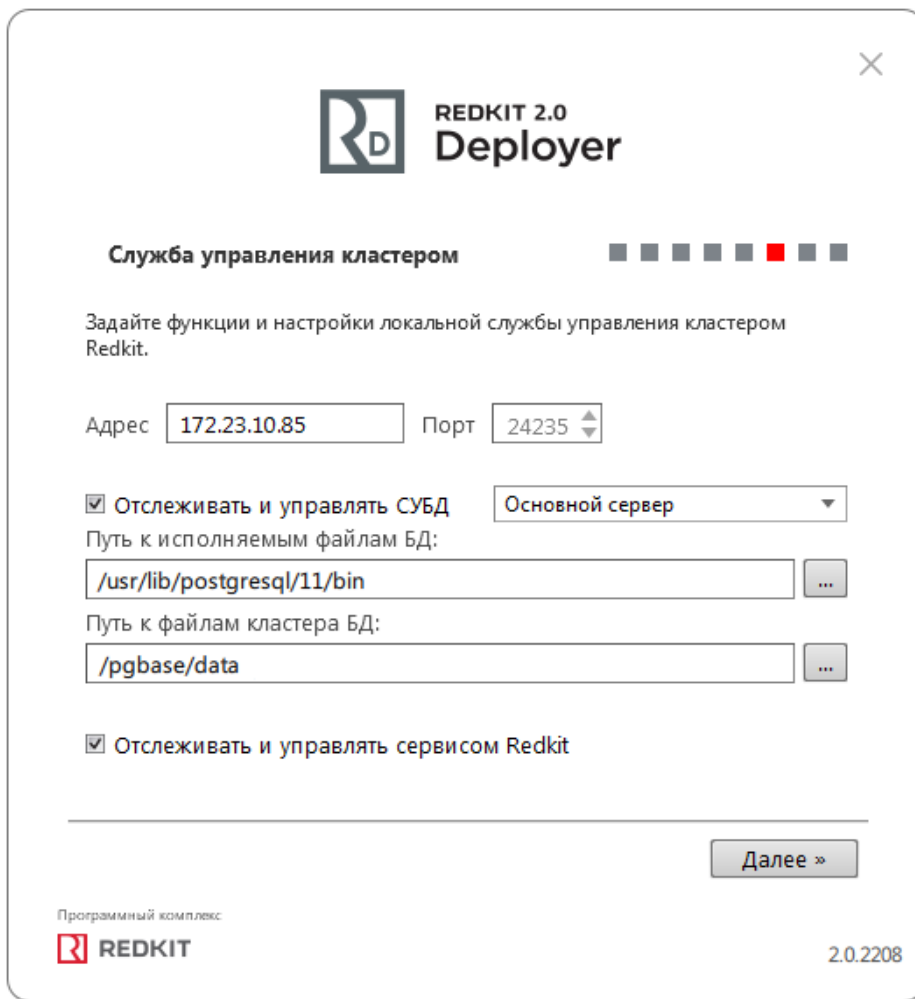 REDKIT 2.0
Deployer
Служба управления кластером
Задайте функции и настройки локальной службы управления кластером
Redkit.
Адрес 172.23.10.85 Порт 24235
Отслеживать и управлять СУБД Основной сервер
Путь к исполняемым файлам БД:
/usr/lib/postgresql/11/bin ...
Путь к файлам кластера БД:
/pgbase/data ...
Отслеживать и управлять сервисом Redkit
Далее »
Программный комплекс
REDKIT
2.0.2208